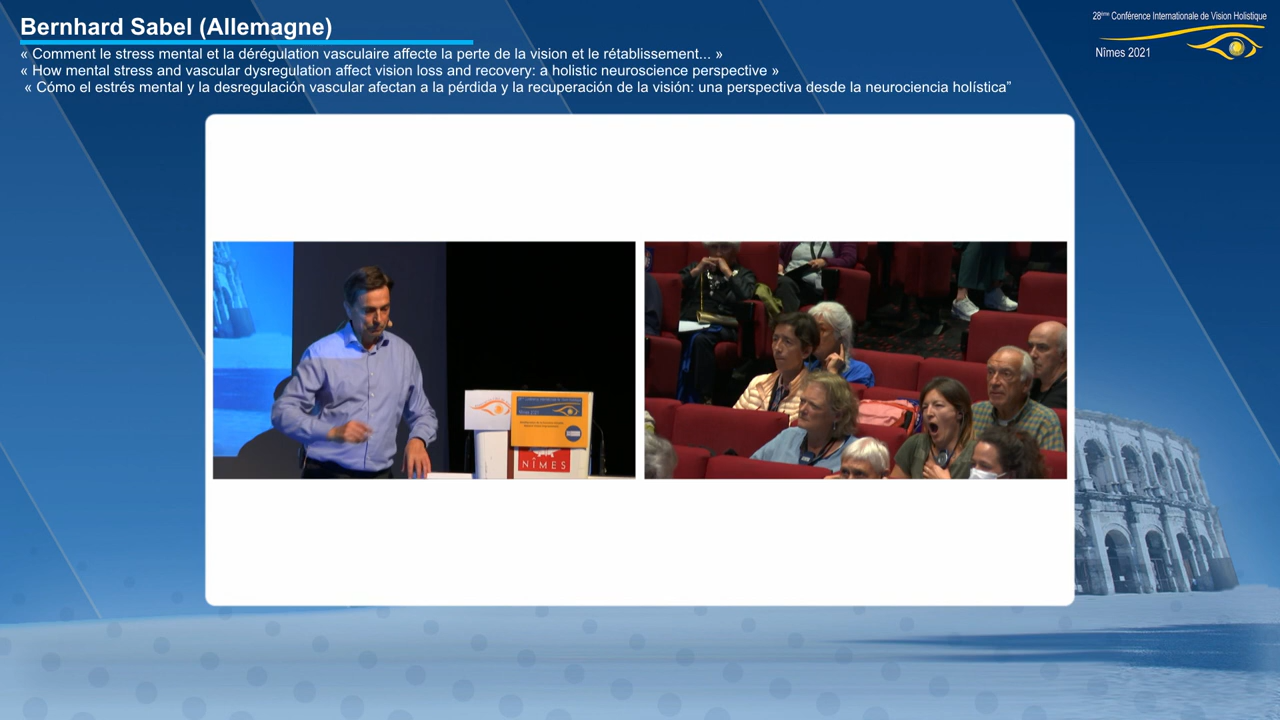 Bernhard Sabel (Allemagne)
« Comment le stress mental et la dérégulation vasculaire affecte la perte de la vision et le rétablissement... »
« How mental stress and vascular dysregulation affect vision loss and recovery: a holistic neuroscience perspective »
« Cómo el estrés mental y la desregulación vascular afectan a la pérdida y la recuperación de la visión: una perspectiva desde la neurociencia holística”
28ème Conférence Internationale de Vision Holistique
Nîmes 2021
NÎMES